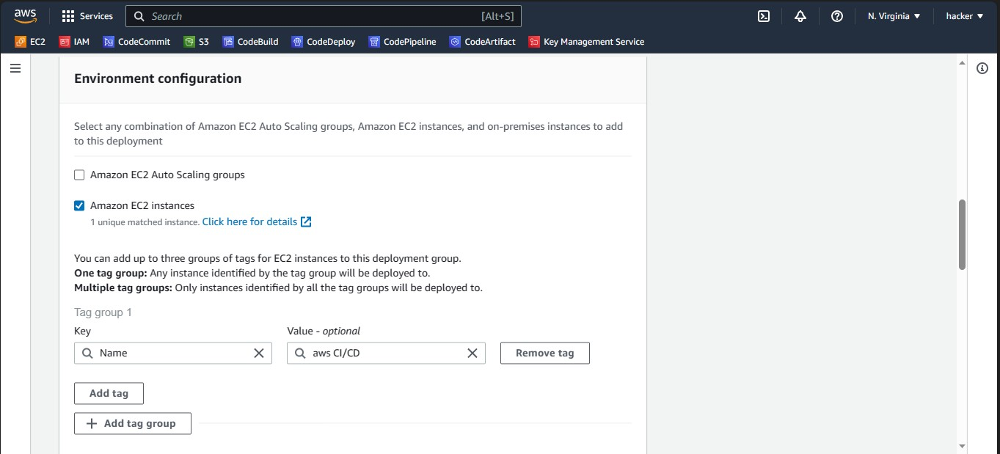 aws
Services
Search
[Alt+S]
N. Virginia
hacker
EC2
IAM
CodeCommit
S3
CodeBuild
CodeDeploy
CodePipeline
CodeArtifact
Key Management Service
Environment configuration
Select any combination of Amazon EC2 Auto Scaling groups, Amazon EC2 instances, and on-premises instances to add
to this deployment
Amazon EC2 Auto Scaling groups
Amazon EC2 instances
1 unique matched instance. Click here for details
You can add up to three groups of tags for EC2 instances to this deployment group.
One tag group: Any instance identified by the tag group will be deployed to.
Multiple tag groups: Only instances identified by all the tag groups will be deployed to.
Tag group 1
Key
Value - optional
Name
aws CI/CD
Remove tag
Add tag
Add tag group